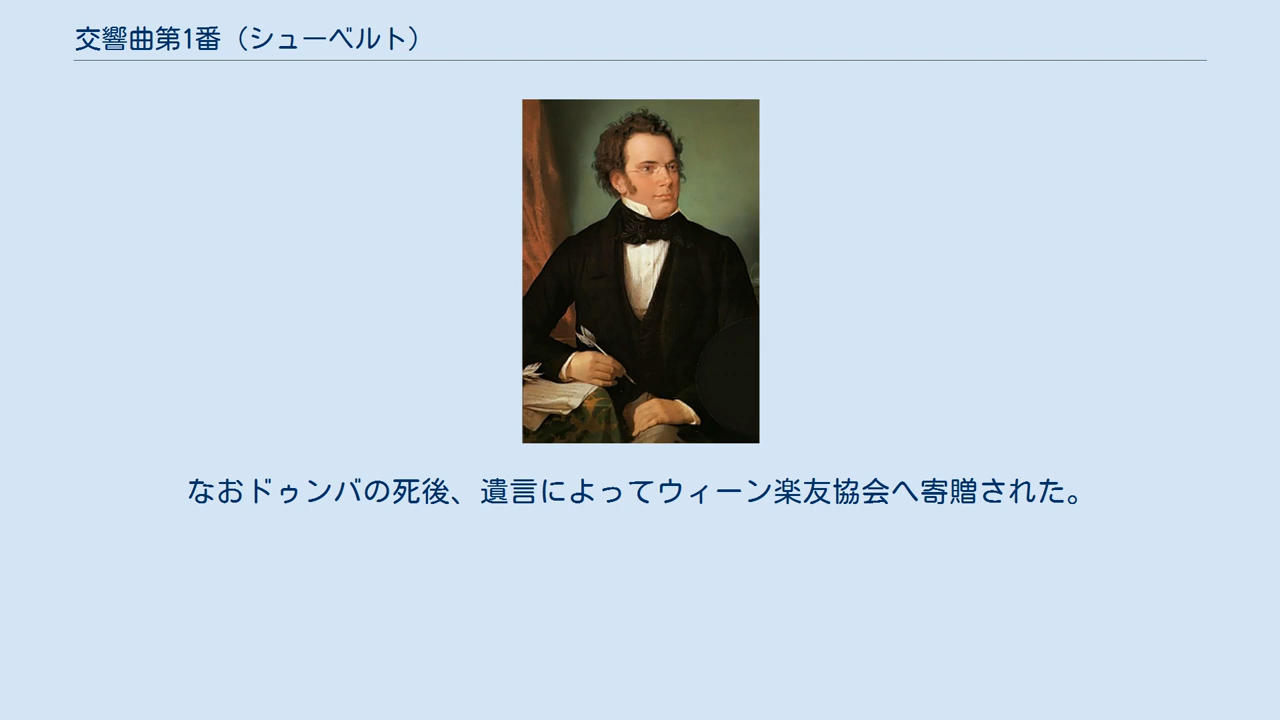 交響曲第1番（シューベルト）
なおドゥンバの死後、遺言によってウィーン楽友協会へ寄贈された。